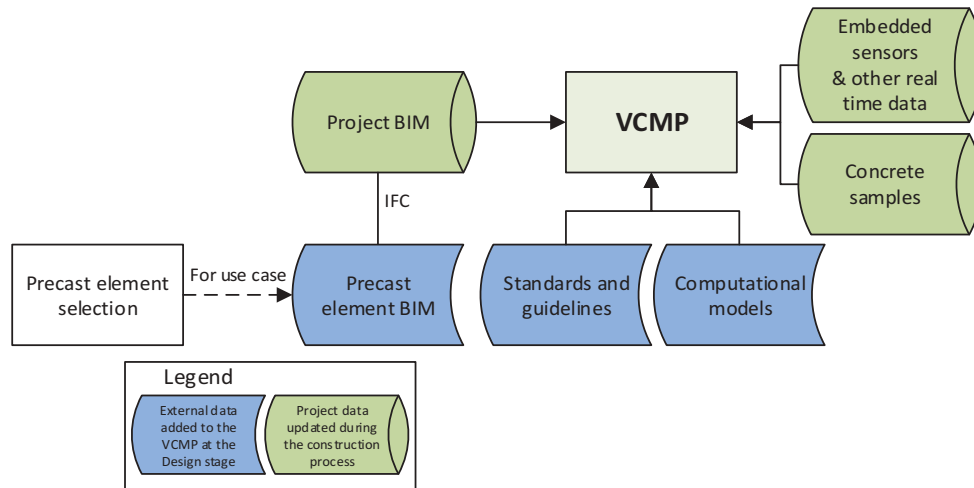 Embedded
sensors
& other real
time data
Project BIM
VCMP
Concrete
samples
IFC
Precast element
selection
For use case
Precast
element BIM
Standards and
guidelines
Computational
models
Legend
External data
added to the
VCMP at the
Design stage
Project data
updated during
the construction
process